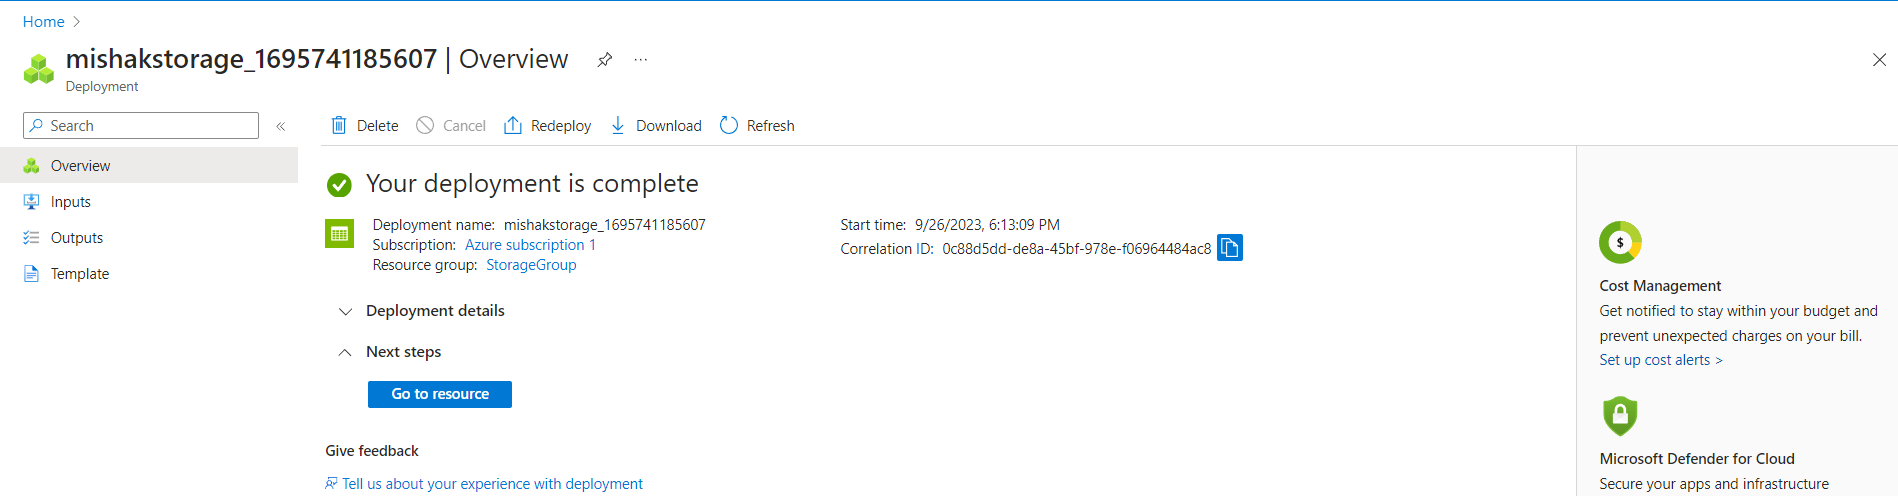 Home >
mishakstorage_1695741185607 | Overview ...
Deployment
Search «
Delete Cancel Redeploy Download Refresh
Overview
Inputs
Outputs
Template
Your deployment is complete
Deployment name: mishakstorage_1695741185607
Subscription: Azure subscription 1
Resource group: StorageGroup
Start time: 9/26/2023, 6:13:09 PM
Correlation ID: 0c88d5dd-de8a-45bf-978e-f06964484ac8
Deployment details
Next steps
Go to resource
Give feedback
Tell us about your experience with deployment
$
Cost Management
Get notified to stay within your budget and
prevent unexpected charges on your bill.
Set up cost alerts >
Microsoft Defender for Cloud
Secure your apps and infrastructure